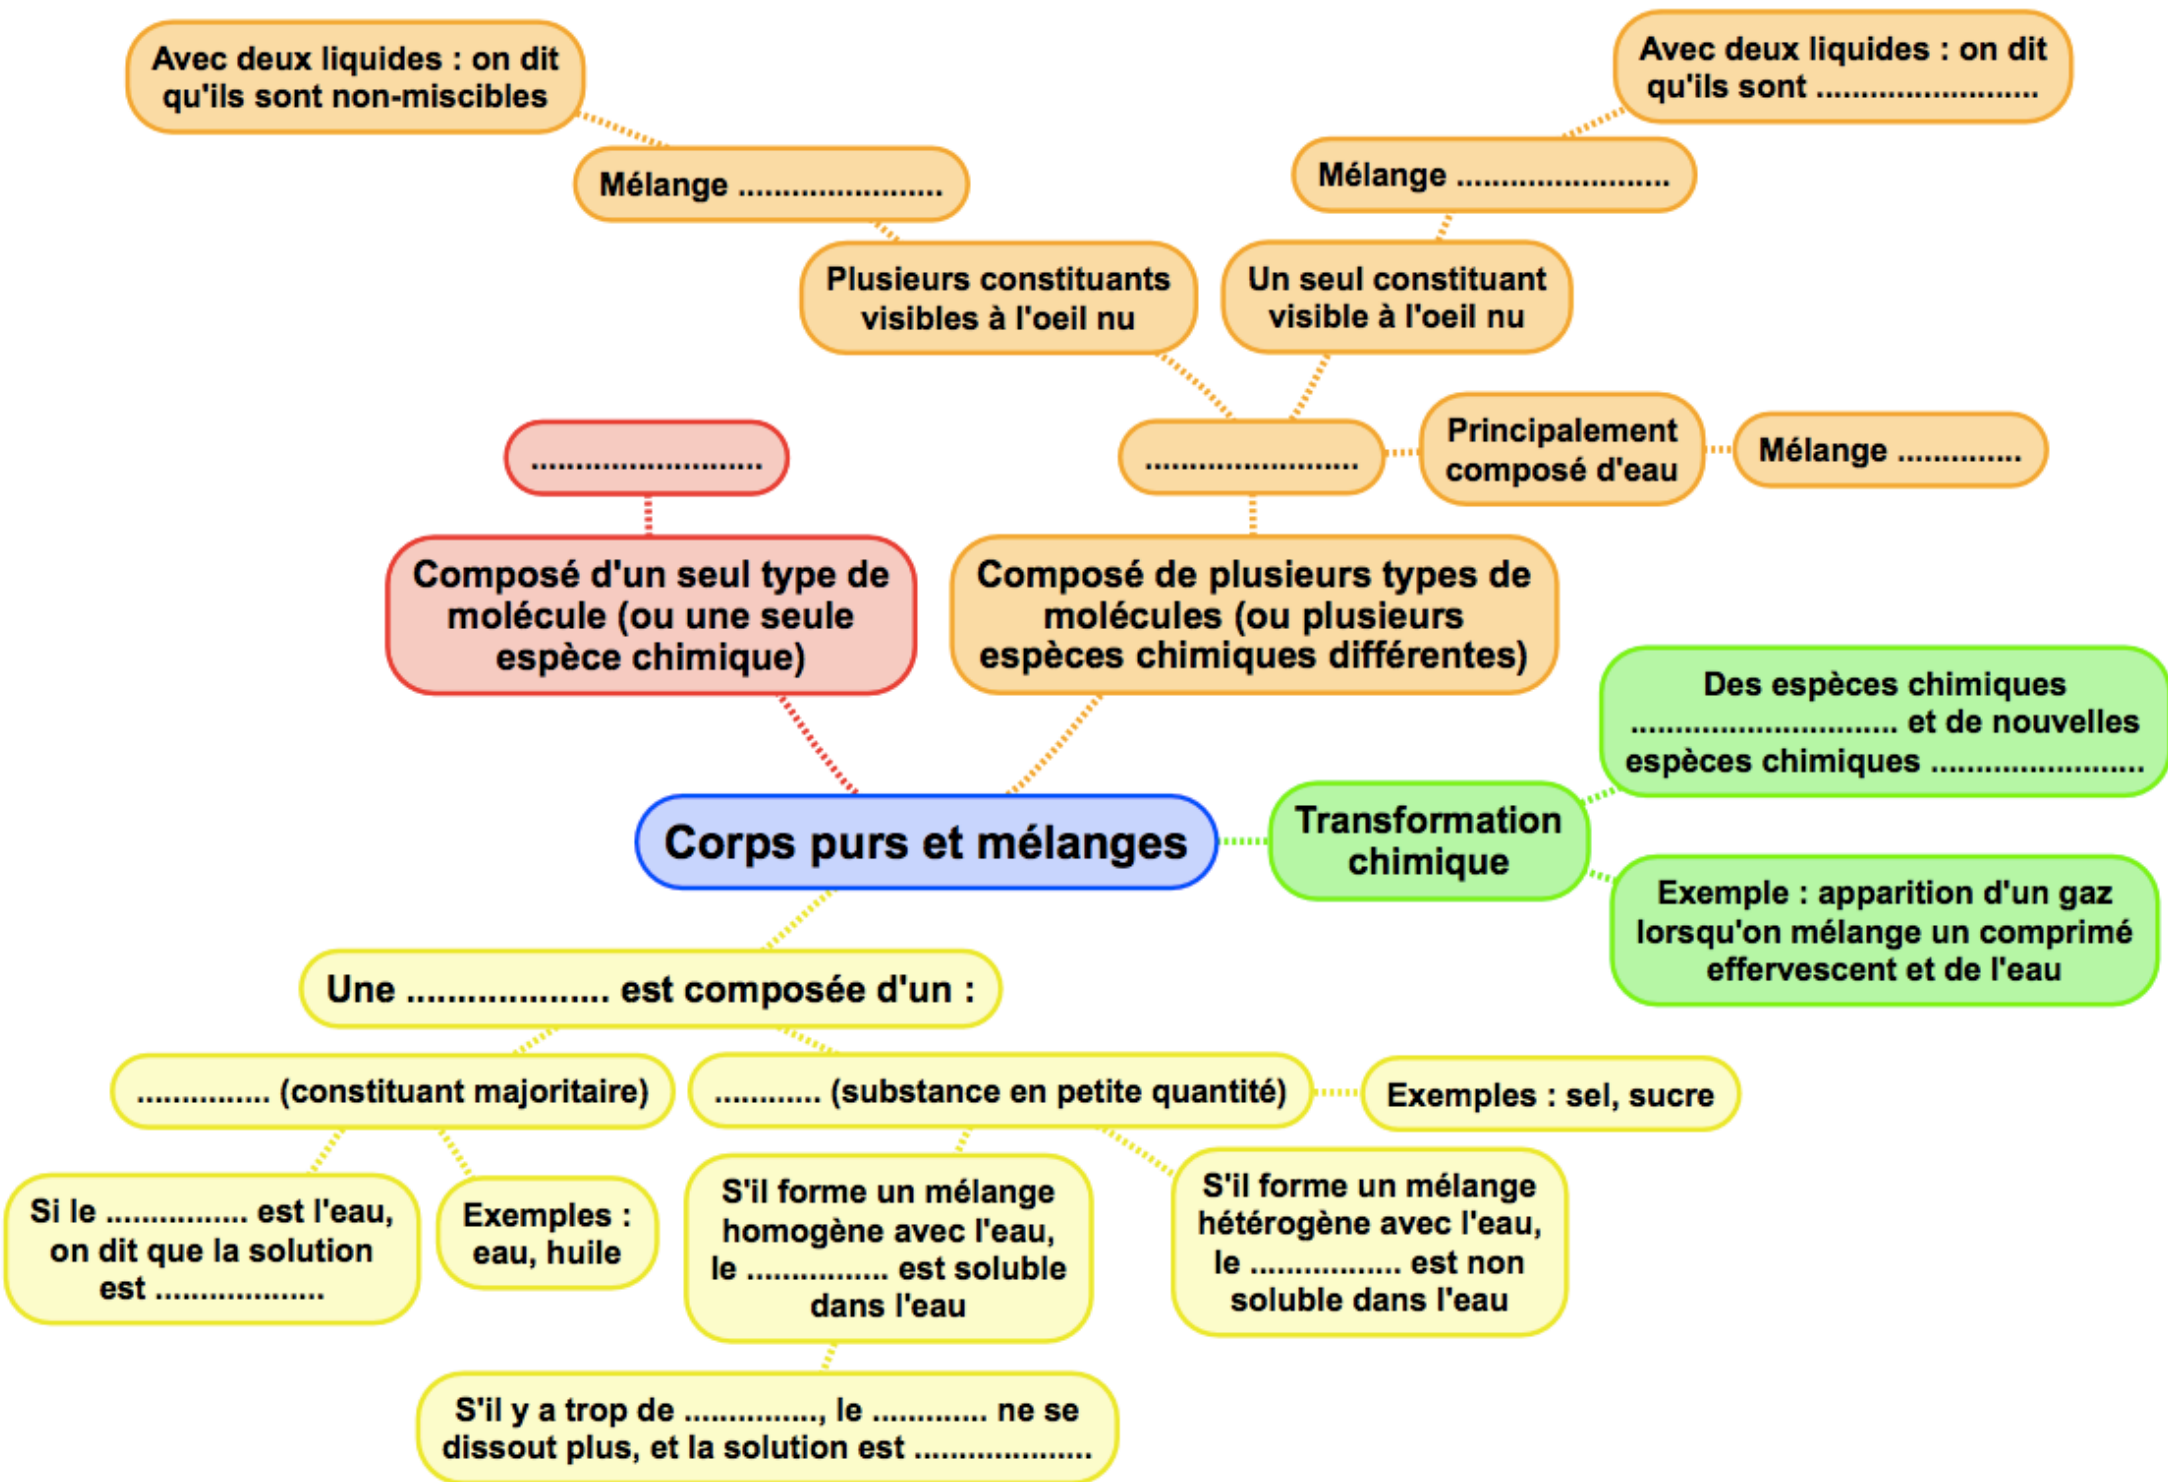 Avec deux liquides : on dit
qu'ils sont non-miscibles
Avec deux liquides : on dit
qu'ils sont .........................
Mélange .......................
Mélange ........................
Plusieurs constituants
visibles à l'oeil nu
Un seul constituant
visible à l'oeil nu
..........................
........................
Principalement
composé d'eau
Mélange ..............
Composé d'un seul type de
molécule (ou une seule
espèce chimique)
Composé de plusieurs types de
molécules (ou plusieurs
espèces chimiques différentes)
Des espèces chimiques
.............................. et de nouvelles
espèces chimiques ........................
Corps purs et mélanges
Transformation
chimique
Exemple : apparition d'un gaz
lorsqu'on mélange un comprimé
effervescent et de l'eau
Une .................... est composée d'un :
............... (constituant majoritaire)
............ (substance en petite quantité)
Exemples : sel, sucre
Si le ................ est l'eau,
on dit que la solution
est ...................
Exemples :
eau, huile
S'il forme un mélange
homogène avec l'eau,
le ................ est soluble
dans l'eau
S'il forme un mélange
hétérogène avec l'eau,
le ................. est non
soluble dans l'eau
S'il y a trop de ..............., le ............. ne se
dissout plus, et la solution est ....................